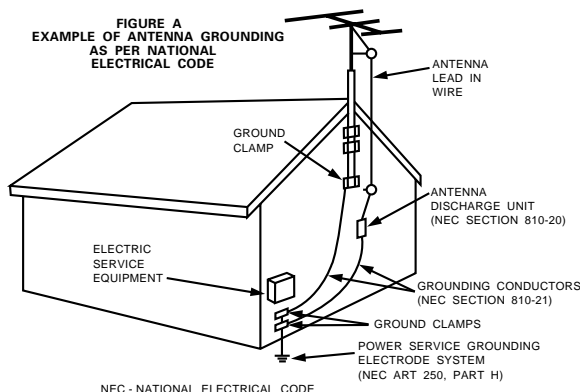 FIGURE A
EXAMPLE OF ANTENNA GROUNDING
AS PER NATIONAL
ELECTRICAL CODE
ANTENNA
LEAD IN
WIRE
GROUND
CLAMP
ANTENNA
DISCHARGE UNIT
(NEC SECTION 810-20)
ELECTRIC
SERVICE
EQUIPMENT
GROUNDING CONDUCTORS
(NEC SECTION 810-21)
GROUND CLAMPS
POWER SERVICE GROUNDING
ELECTRODE SYSTEM
(NEC ART 250, PART H)
NEC - NATIONAL ELECTRICAL CODE